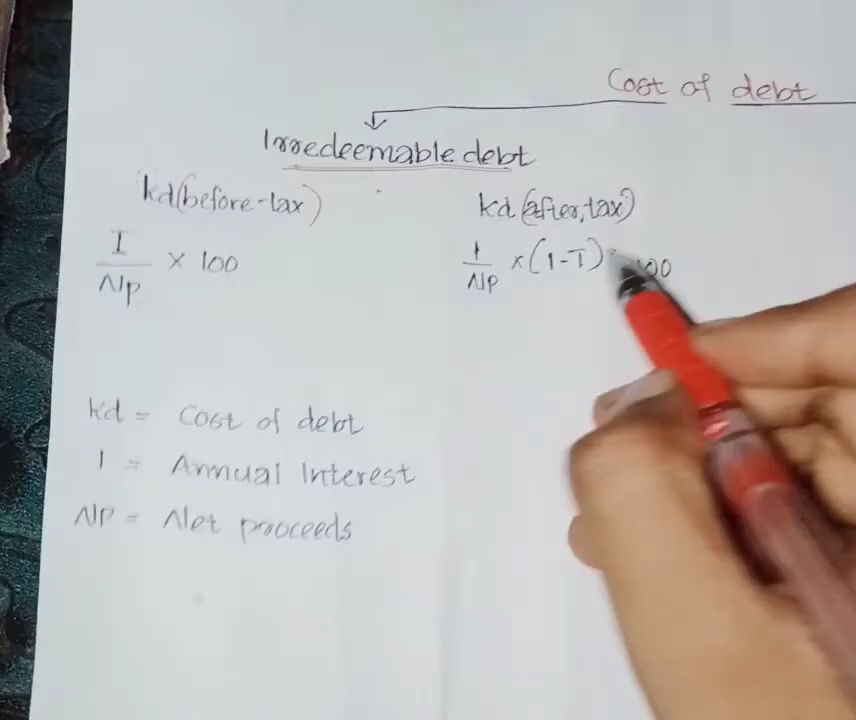 Cost of debt
Irredeemable debt
kd (before-tax)
I/NP × 100
kd (after, tax)
I/NP × (1-T) × 100
kd = Cost of debt
I = Annual Interest
NP = Net proceeds